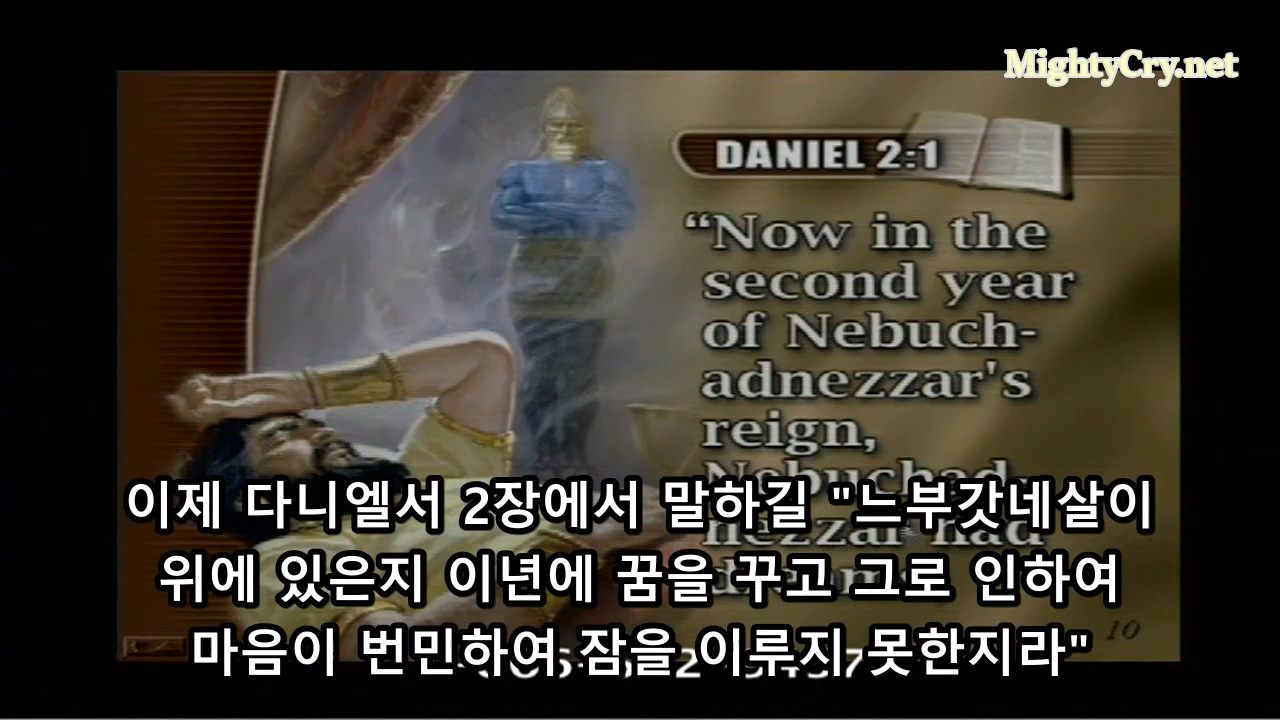 MightyCry.net
DANIEL 2:1
“Now in the
second year
of Nebuch-
adnezzar's
reign,
Nebuchad-
nezzar had
이제 다니엘서 2장에서 말하길 "느부갓네살이
위에 있은지 이년에 꿈을 꾸고 그로 인하여
마음이 번민하여 잠을 이루지 못한지라"
10